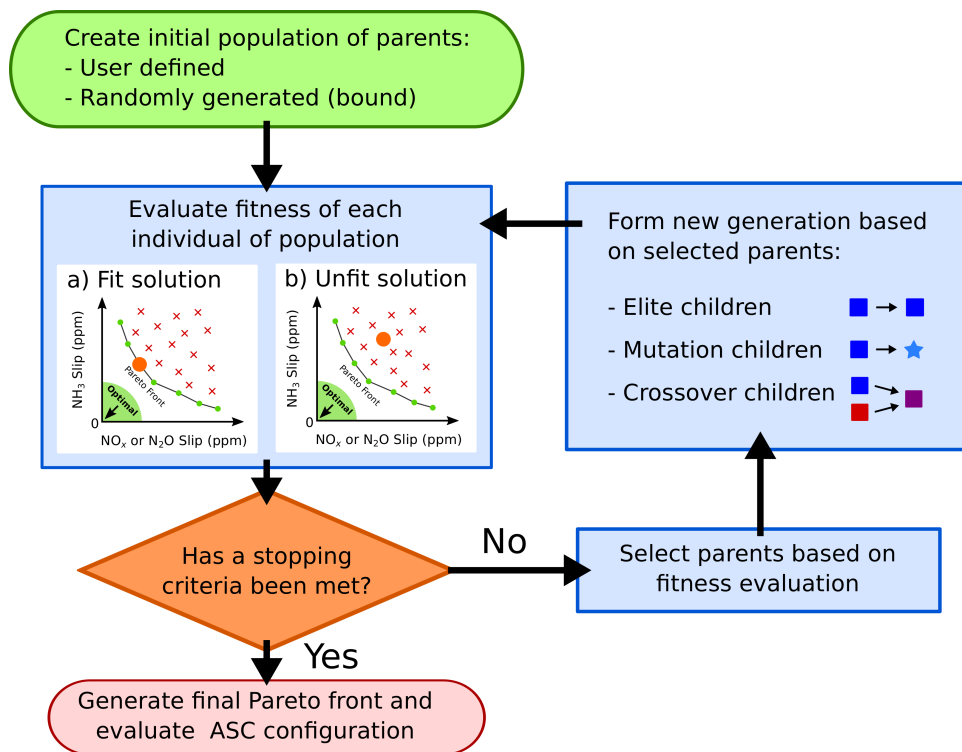 Create initial population of parents:
- User defined
- Randomly generated (bound)
Evaluate fitness of each
individual of population
a) Fit solution
NH₃ Slip (ppm)
Pareto Front
Optimal
0
NOₓ or N₂O Slip (ppm)
b) Unfit solution
NH₃ Slip (ppm)
Pareto Front
Optimal
0
NOₓ or N₂O Slip (ppm)
Form new generation based
on selected parents:
- Elite children
- Mutation children
- Crossover children
Has a stopping
criteria been met?
No
Select parents based on
fitness evaluation
Yes
Generate final Pareto front and
evaluate ASC configuration